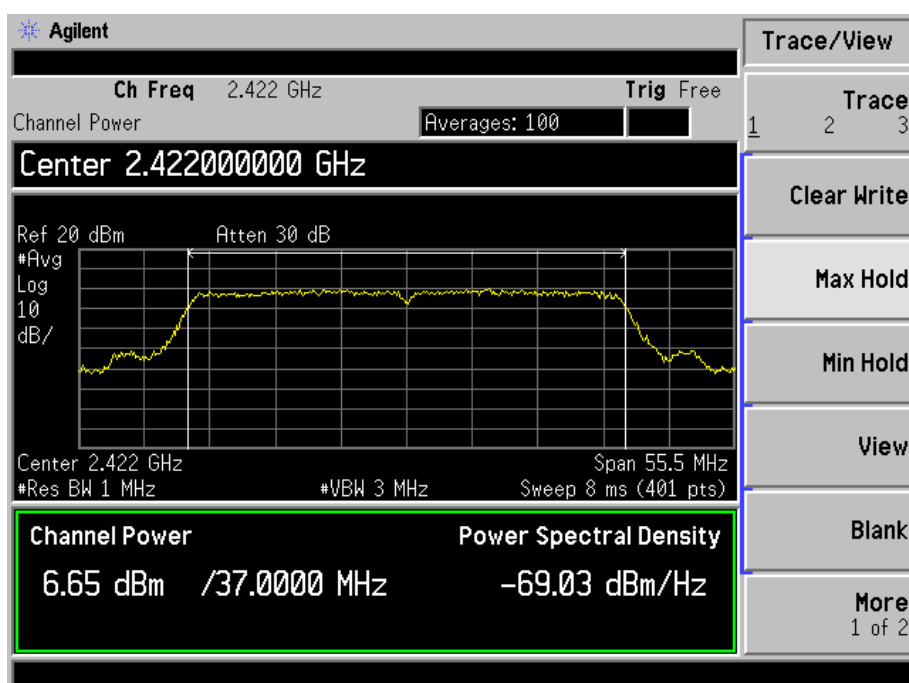 Agilent
Trace/View
Ch Freq 2.422 GHz Trig Free
Channel Power Averages: 100
Center 2.422000000 GHz
Ref 20 dBm Atten 30 dB
#Avg
Log
10
dB/
Center 2.422 GHz Span 55.5 MHz
#Res BW 1 MHz #VBW 3 MHz Sweep 8 ms (401 pts)
Channel Power Power Spectral Density
6.65 dBm /37.0000 MHz -69.03 dBm/Hz
Trace
1 2 3
Clear Write
Max Hold
Min Hold
View
Blank
More
1 of 2